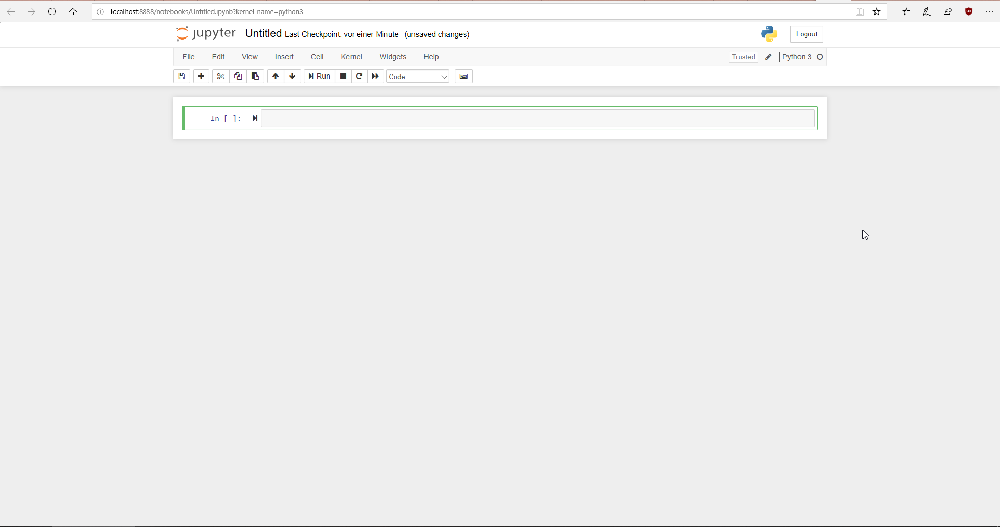 localhost:8888/notebooks/Untitled.ipynb?kernel_name=python3
jupyter Untitled Last Checkpoint: vor einer Minute (unsaved changes) Logout
File Edit View Insert Cell Kernel Widgets Help Trusted Python 3
Run Code
In [ ]: